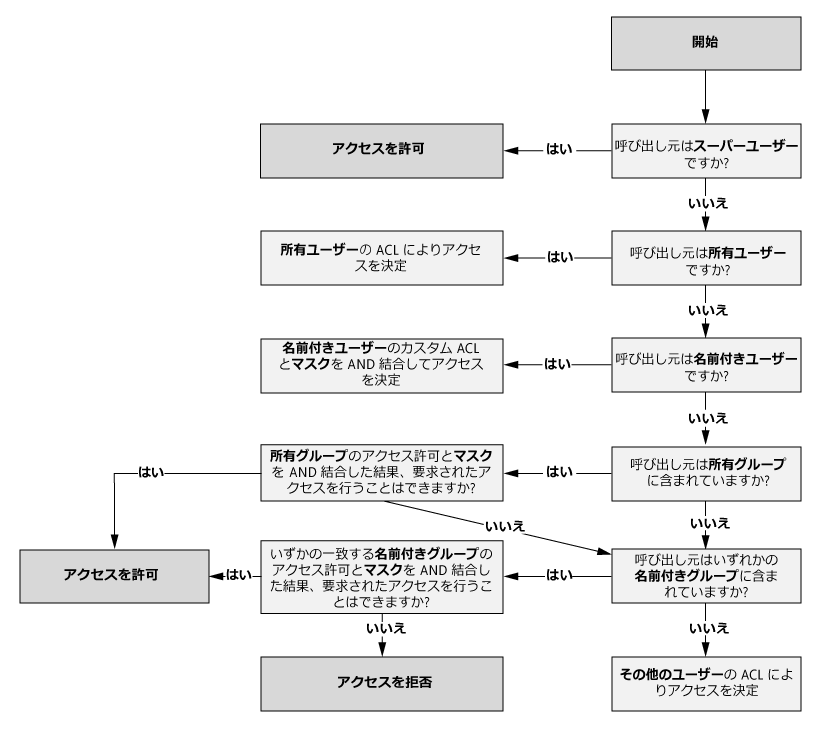 開始
呼び出し元はスーパーユーザー
ですか?
はい
アクセスを許可
いいえ
呼び出し元は所有ユーザー
ですか?
はい
所有ユーザーの ACL によりアクセ
スを決定
いいえ
呼び出し元は名前付きユーザー
ですか?
はい
名前付きユーザーのカスタム ACL
とマスクを AND 結合してアクセス
を決定
いいえ
呼び出し元は所有グループ
に含まれていますか?
はい
所有グループのアクセス許可とマスク
を AND 結合した結果、要求されたア
クセスを行うことはできますか?
はい
いいえ
いいえ
呼び出し元はいずれかの
名前付きグループに含ま
れていますか?
はい
いずかの一致する名前付きグループの
アクセス許可とマスクを AND 結合し
た結果、要求されたアクセスを行うこ
とはできますか?
はい
アクセスを許可
いいえ
アクセスを拒否
いいえ
その他のユーザーの ACL によ
りアクセスを決定